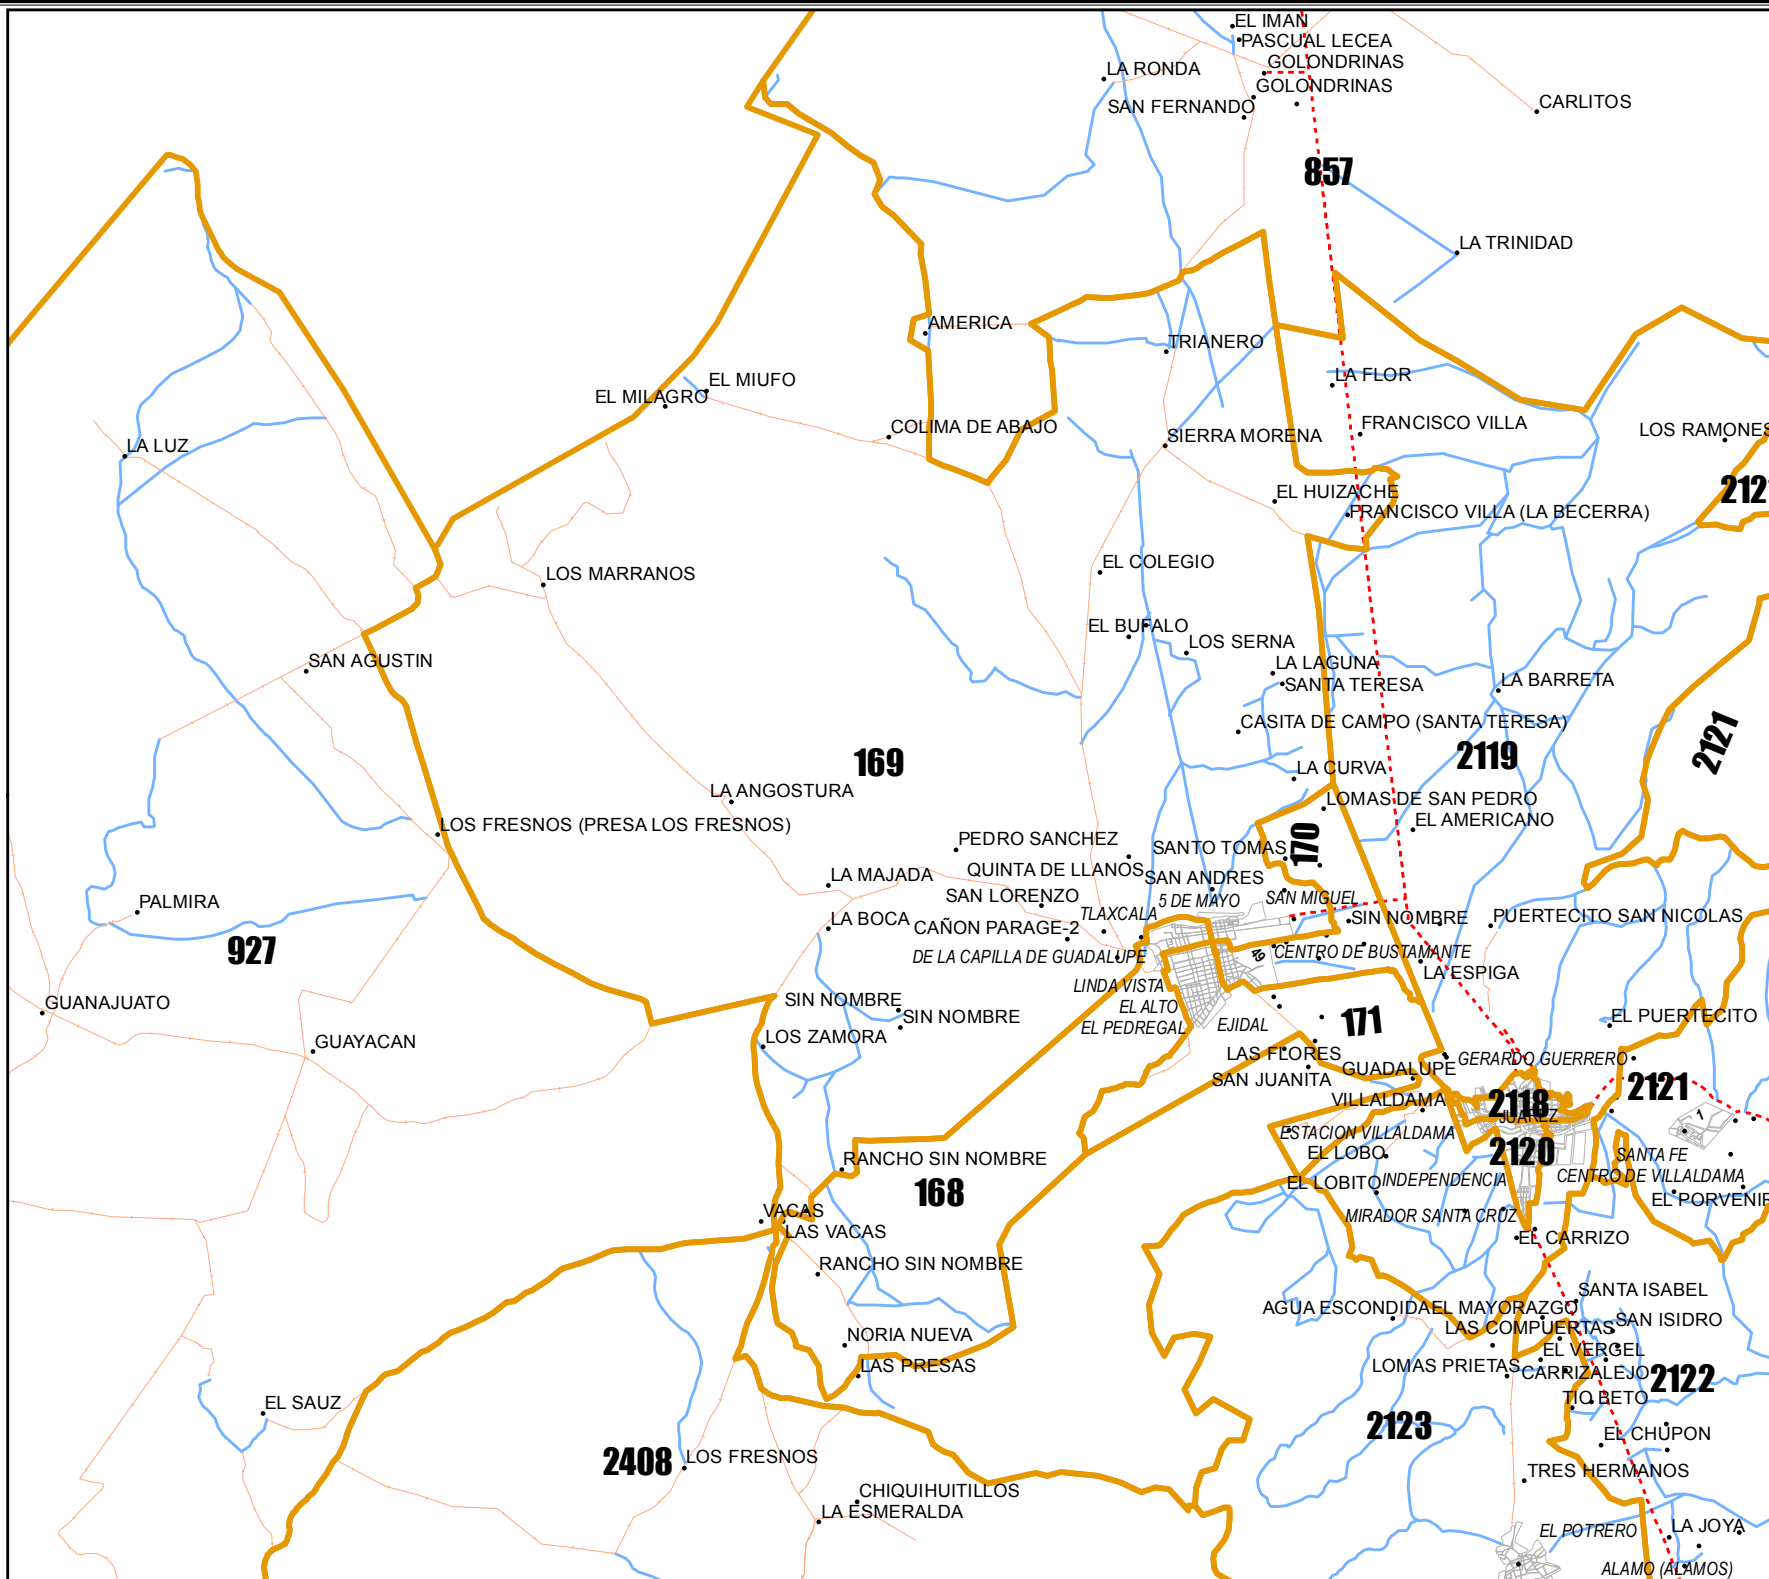 EL IMAN
PASCUAL LECEA
GOLONDRINAS
LA RONDA
GOLONDRINAS
SAN FERNANDO
CARLITOS
857
LA TRINIDAD
AMERICA
TRIANERO
EL MIUFO
EL MILAGRO
LA FLOR
COLIMA DE ABAJO
SIERRA MORENA
FRANCISCO VILLA
LOS RAMONES
LA LUZ
EL HUIZACHE
212
FRANCISCO VILLA (LA BECERRA)
LOS MARRANOS
EL COLEGIO
EL BUFALO
LOS SERNA
SAN AGUSTIN
LA LAGUNA
SANTA TERESA
LA BARRETA
CASITA DE CAMPO (SANTA TERESA)
2121
169
2119
LA CURVA
LA ANGOSTURA
LOMAS DE SAN PEDRO
LOS FRESNOS (PRESA LOS FRESNOS)
EL AMERICANO
PEDRO SANCHEZ
SANTO TOMAS
170
QUINTA DE LLANOS
LA MAJADA
SAN ANDRES
SAN LORENZO
5 DE MAYO
SAN MIGUEL
PALMIRA
TLAXCALA
LA BOCA
CAÑON PARAGE-2
SIN NOMBRE
PUERTECITO SAN NICOLAS
927
DE LA CAPILLA DE GUADALUPE
49
CENTRO DE BUSTAMANTE
LA ESPIGA
LINDA VISTA
GUANAJUATO
SIN NOMBRE
EL ALTO
SIN NOMBRE
EL PEDREGAL
EJIDAL
171
EL PUERTECITO
GUAYACAN
LOS ZAMORA
LAS FLORES
GUADALUPE
GERARDO GUERRERO
SAN JUANITA
2121
VILLALDAMA
2118
JUAREZ
1
ESTACION VILLALDAMA
EL LOBO
2120
SANTA FE
RANCHO SIN NOMBRE
CENTRO DE VILLALDAMA
EL LOBITO
INDEPENDENCIA
168
EL PORVENIR
VACAS
MIRADOR SANTA CRUZ
LAS VACAS
EL CARRIZO
RANCHO SIN NOMBRE
SANTA ISABEL
AGUA ESCONDIDA
EL MAYORAZGO
SAN ISIDRO
NORIA NUEVA
LAS COMPUERTAS
EL VERGEL
LAS PRESAS
LOMAS PRIETAS
CARRIZALEJO
2122
EL SAUZ
TIO BETO
2123
EL CHUPON
2408
LOS FRESNOS
TRES HERMANOS
CHIQUIHUITILLOS
LA ESMERALDA
EL POTRERO
LA JOYA
ALAMO (ALAMOS)